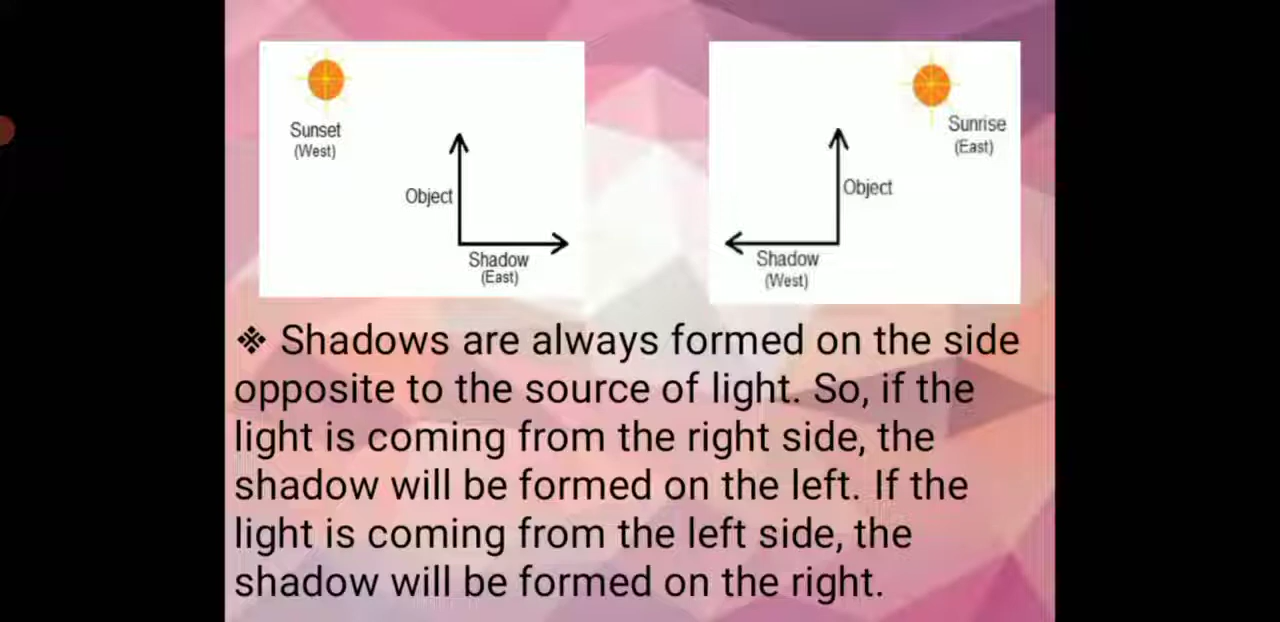 Sunset
(West)
Object
Shadow
(East)
Sunrise
(East)
Object
Shadow
(West)
❖ Shadows are always formed on the side
opposite to the source of light. So, if the
light is coming from the right side, the
shadow will be formed on the left. If the
light is coming from the left side, the
shadow will be formed on the right.